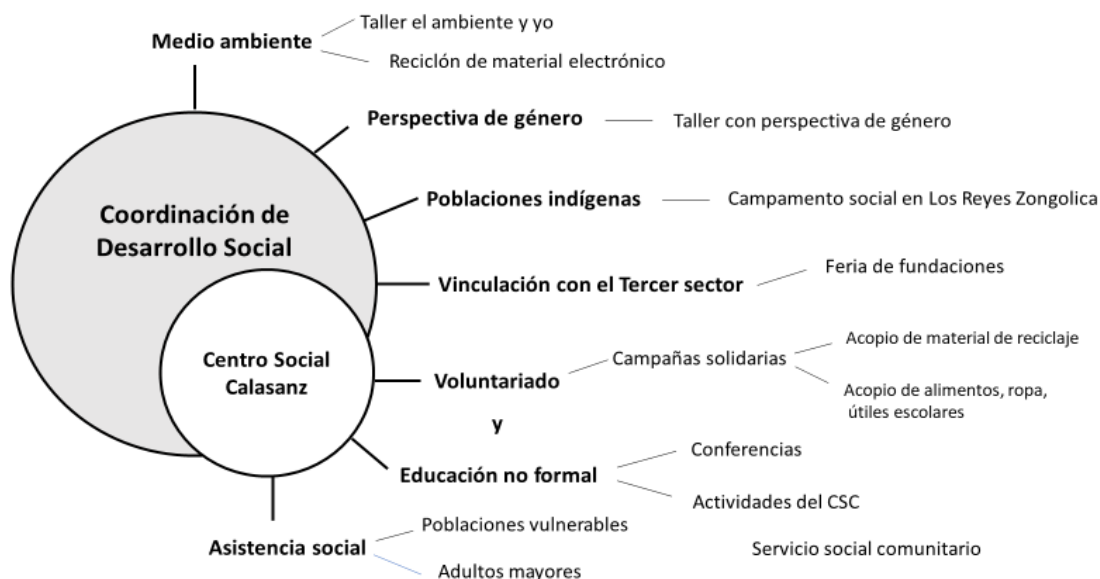 Taller el ambiente y yo
Medio ambiente
Reciclón de material electrónico
Perspectiva de género
Taller con perspectiva de género
Poblaciones indígenas
Campamento social en Los Reyes Zongolica
Coordinación de
Desarrollo Social
Vinculación con el Tercer sector
Feria de fundaciones
Centro Social
Calasanz
Voluntariado
Campañas solidarias
Acopio de material de reciclaje
Acopio de alimentos, ropa,
útiles escolares
y
Educación no formal
Conferencias
Actividades del CSC
Asistencia social
Poblaciones vulnerables
Adultos mayores
Servicio social comunitario